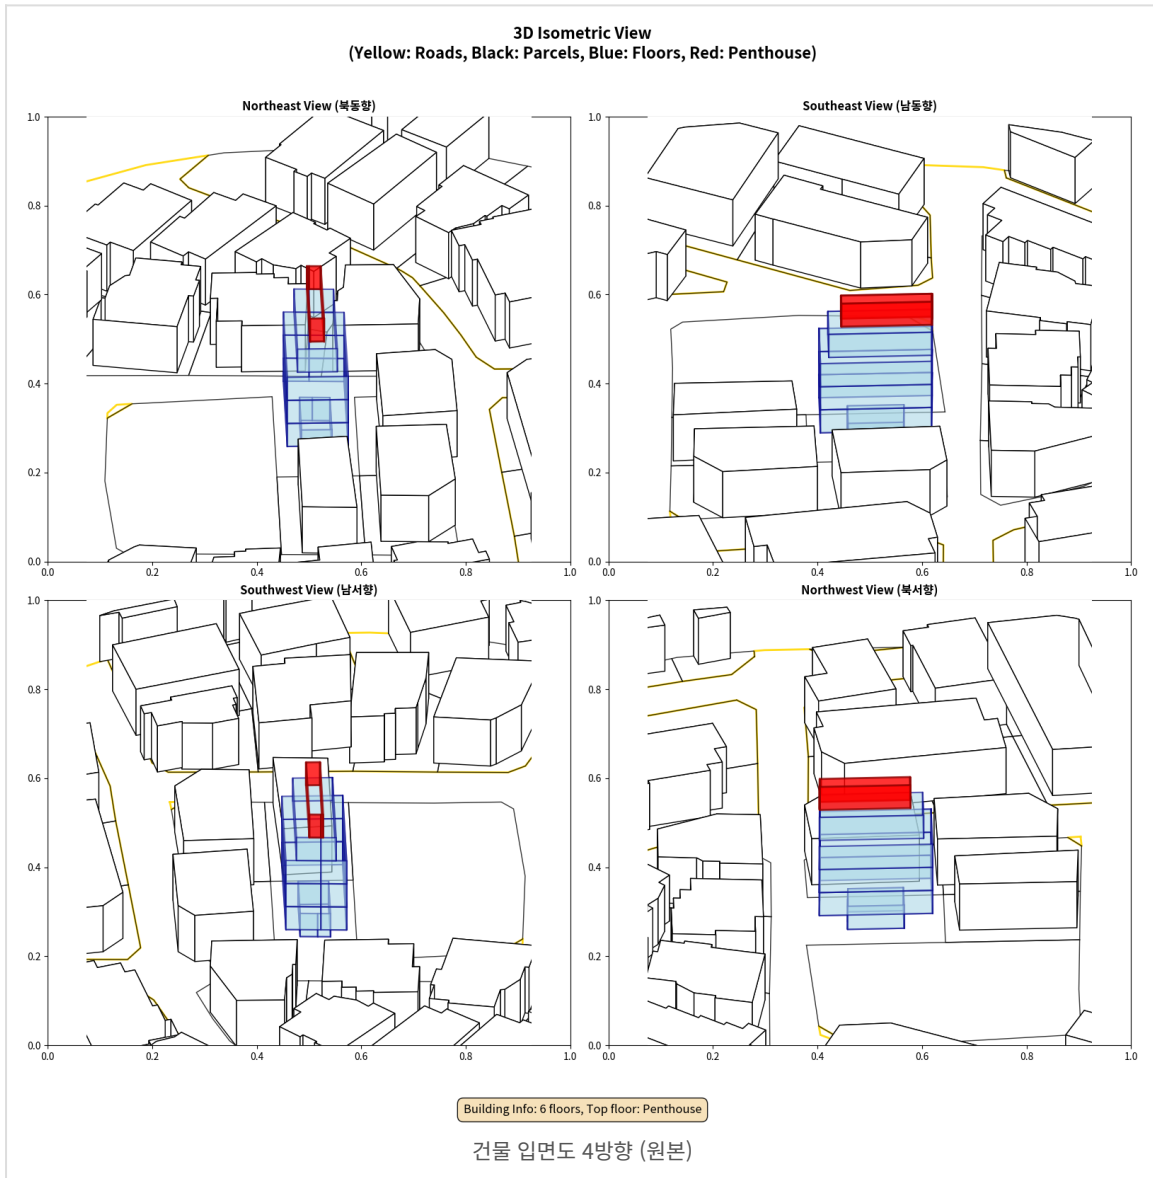 3D Isometric View
(Yellow: Roads, Black: Parcels, Blue: Floors, Red: Penthouse)
Northeast View (북동향)
1.0
0.8
0.6
0.4
0.2
0.0
0.0 0.2 0.4 0.6 0.8 1.0
Southeast View (남동향)
1.0
0.8
0.6
0.4
0.2
0.0
0.0 0.2 0.4 0.6 0.8 1.0
Southwest View (남서향)
1.0
0.8
0.6
0.4
0.2
0.0
0.0 0.2 0.4 0.6 0.8 1.0
Northwest View (북서향)
1.0
0.8
0.6
0.4
0.2
0.0
0.0 0.2 0.4 0.6 0.8 1.0
Building Info: 6 floors, Top floor: Penthouse
건물 입면도 4방향 (원본)